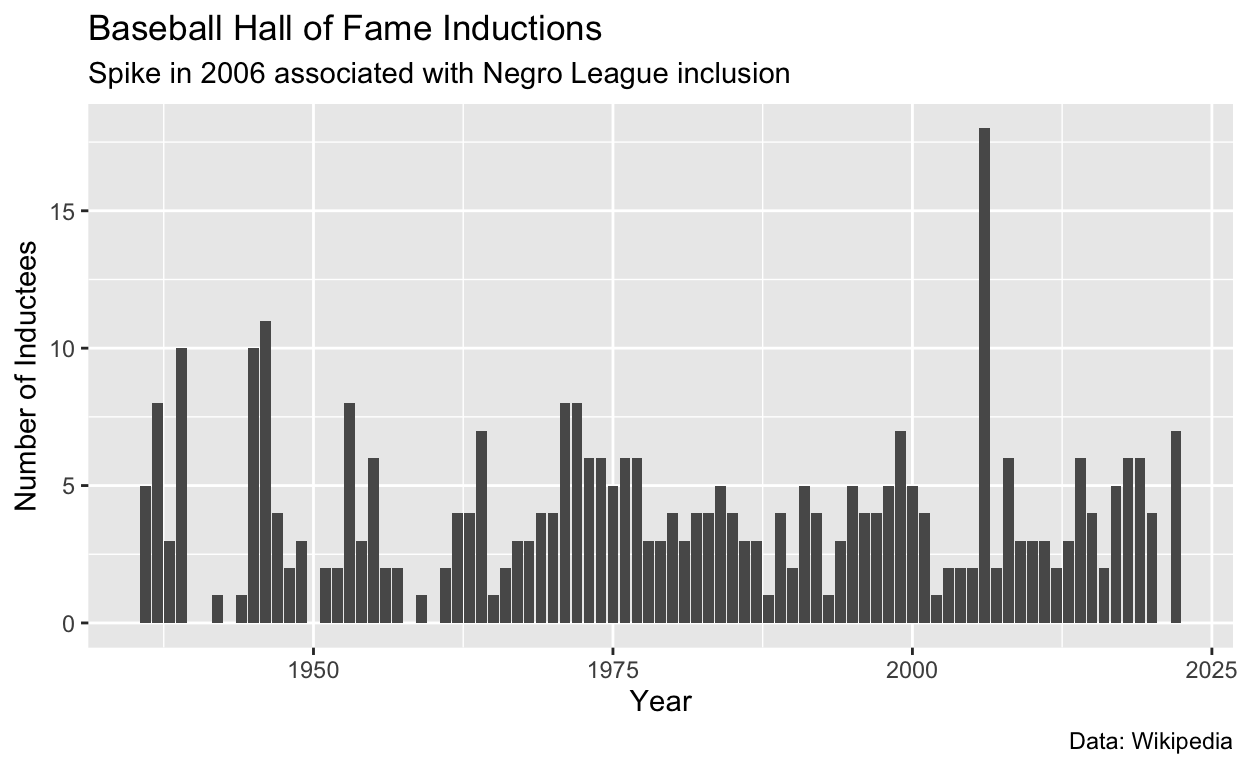 Baseball Hall of Fame Inductions
Spike in 2006 associated with Negro League inclusion
Number of Inductees
15
10
5
0
1950
1975
2000
2025
Year
Data: Wikipedia